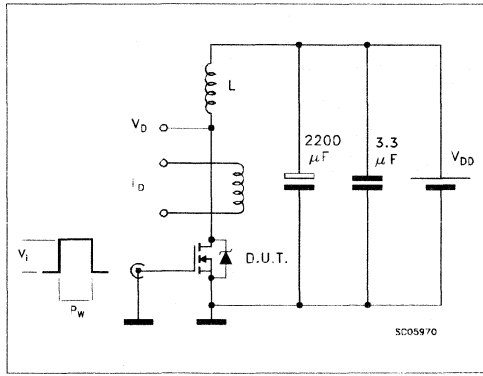 L
V_D
2200
μF
3.3
μF
V_DD
i_D
V_i
D.U.T.
P_W
SC05970